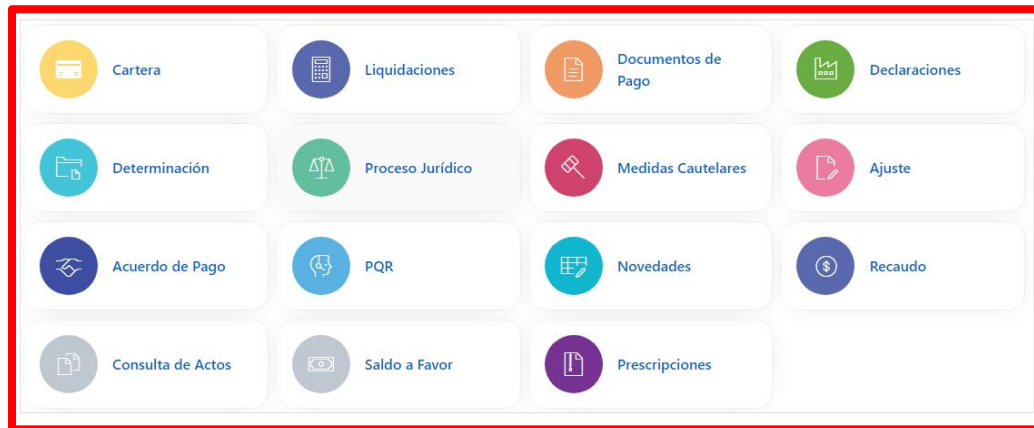 Cartera
Liquidaciones
Documentos de
Pago
Declaraciones
Determinación
Proceso Jurídico
Medidas Cautelares
Ajuste
Acuerdo de Pago
PQR
Novedades
Recaudo
Consulta de Actos
Saldo a Favor
Prescripciones